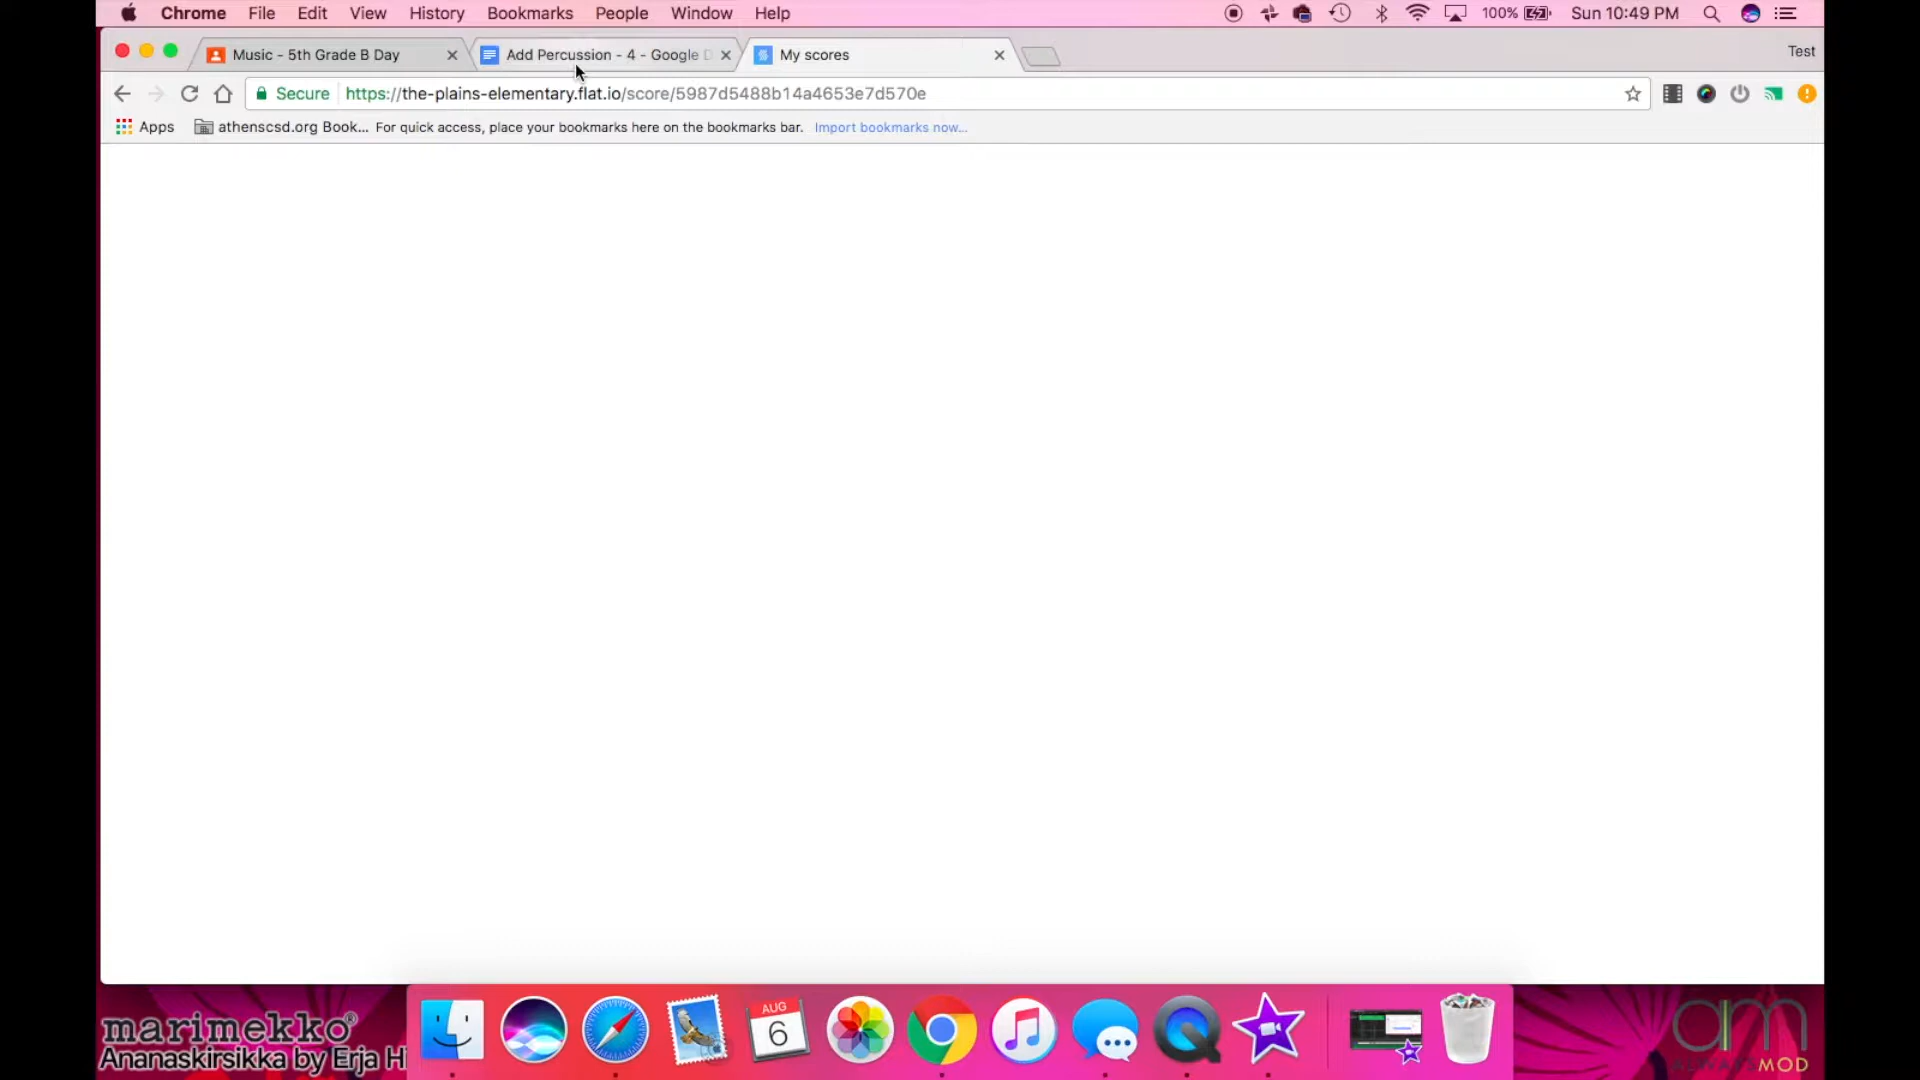 Chrome File Edit View History Bookmarks People Window Help 100% Sun 10:49 PM
Music - 5th Grade B Day Add Percussion - 4 - Google D My scores Test
Secure https://the-plains-elementary.flat.io/score/5987d5488b14a4653e7d570e
Apps athenscsd.org Book... For quick access, place your bookmarks here on the bookmarks bar. Import bookmarks now...
AUG
6
marimekko®
Ananaskirsikka by Erja Hi
am
ALWAYSMOD